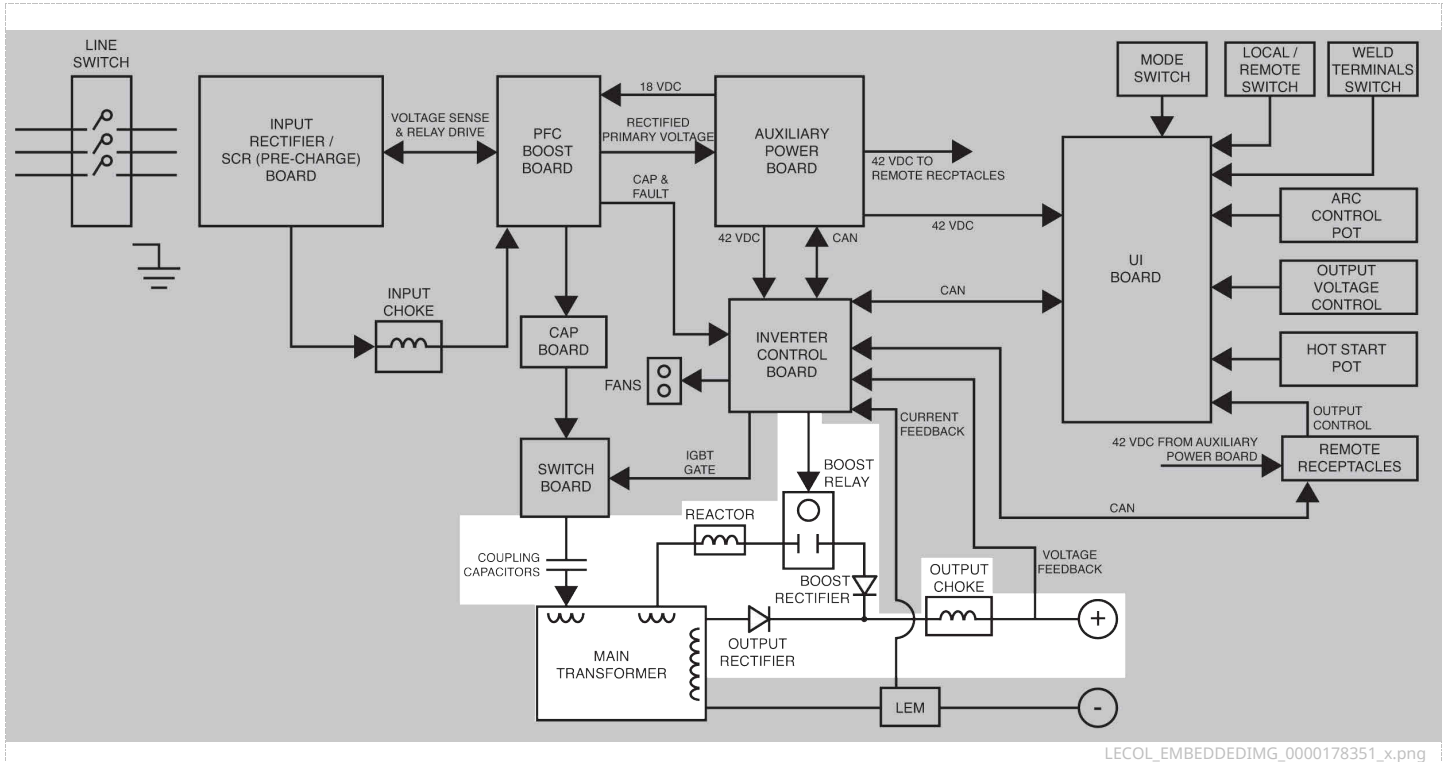 LINE
SWITCH
INPUT
RECTIFIER /
SCR (PRE-CHARGE)
BOARD
VOLTAGE SENSE
& RELAY DRIVE
PFC
BOOST
BOARD
18 VDC
RECTIFIED
PRIMARY VOLTAGE
CAP &
FAULT
AUXILIARY
POWER
BOARD
42 VDC TO
REMOTE RECPTACLES
42 VDC
42 VDC
CAN
MODE
SWITCH
LOCAL /
REMOTE
SWITCH
WELD
TERMINALS
SWITCH
UI
BOARD
ARC
CONTROL
POT
OUTPUT
VOLTAGE
CONTROL
HOT START
POT
OUTPUT
CONTROL
42 VDC FROM AUXILIARY
POWER BOARD
REMOTE
RECEPTACLES
CAN
CAN
INPUT
CHOKE
CAP
BOARD
FANS
INVERTER
CONTROL
BOARD
CURRENT
FEEDBACK
VOLTAGE
FEEDBACK
SWITCH
BOARD
IGBT
GATE
BOOST
RELAY
REACTOR
COUPLING
CAPACITORS
BOOST
RECTIFIER
OUTPUT
CHOKE
MAIN
TRANSFORMER
OUTPUT
RECTIFIER
+
LEM
-
LECOL_EMBEDDEDIMG_0000178351_x.png